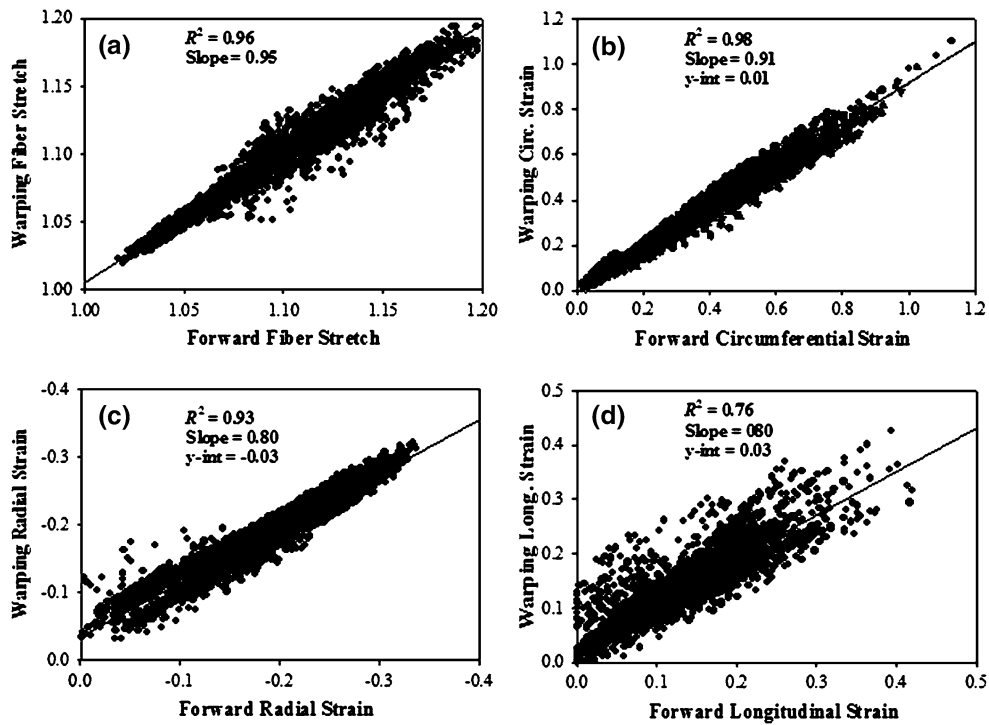 (a)
R² = 0.96
Slope = 0.95
Warping Fiber Stretch
1.20
1.15
1.10
1.05
1.00
1.00 1.05 1.10 1.15 1.20
Forward Fiber Stretch
(b)
R² = 0.98
Slope = 0.91
y-int = 0.01
Warping Circ. Strain
1.2
1.0
0.8
0.6
0.4
0.2
0.0
0.0 0.2 0.4 0.6 0.8 1.0 1.2
Forward Circumferential Strain
(c)
R² = 0.93
Slope = 0.80
y-int = -0.03
Warping Radial Strain
-0.4
-0.3
-0.2
-0.1
0.0
0.0 -0.1 -0.2 -0.3 -0.4
Forward Radial Strain
(d)
R² = 0.76
Slope = 080
y-int = 0.03
Warping Long. Strain
0.5
0.4
0.3
0.2
0.1
0.0
0.0 0.1 0.2 0.3 0.4 0.5
Forward Longitudinal Strain